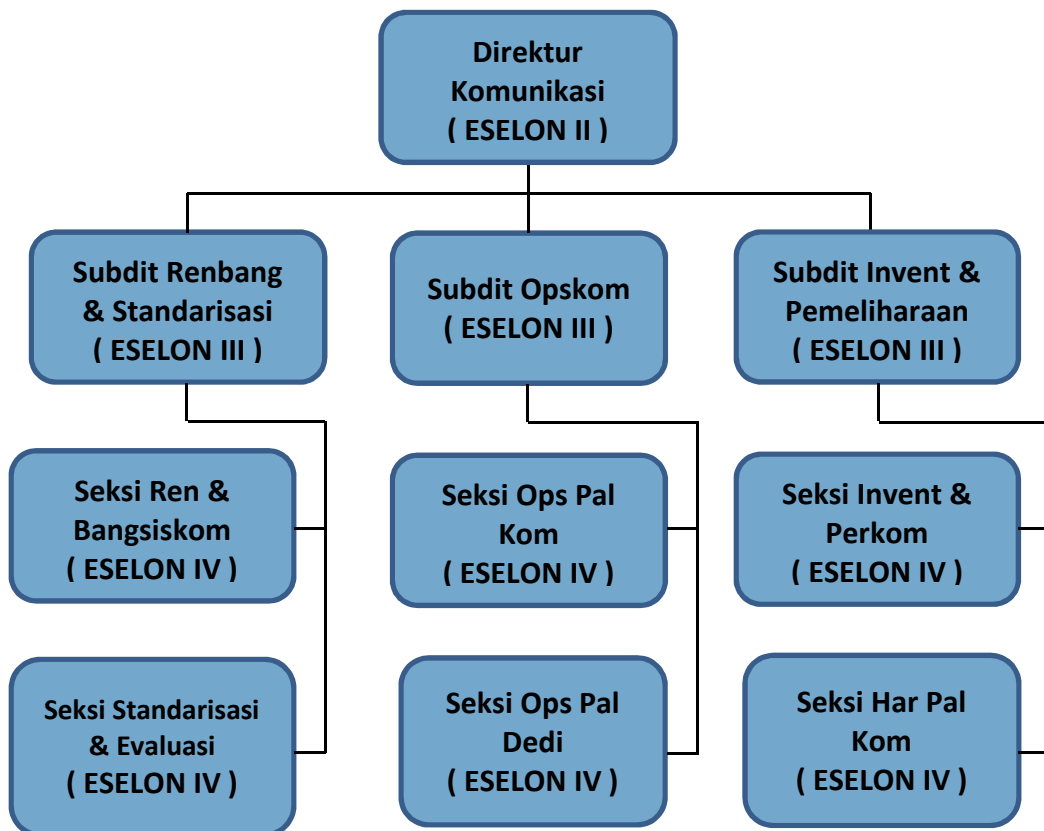 Direktur
Komunikasi
( ESELON II )
Subdit Renbang
& Standarisasi
( ESELON III )
Subdit Opskom
( ESELON III )
Subdit Invent &
Pemeliharaan
( ESELON III )
Seksi Ren &
Bangsiskom
( ESELON IV )
Seksi Ops Pal
Kom
( ESELON IV )
Seksi Invent &
Perkom
( ESELON IV )
Seksi Standarisasi
& Evaluasi
( ESELON IV )
Seksi Ops Pal
Dedi
( ESELON IV )
Seksi Har Pal
Kom
( ESELON IV )